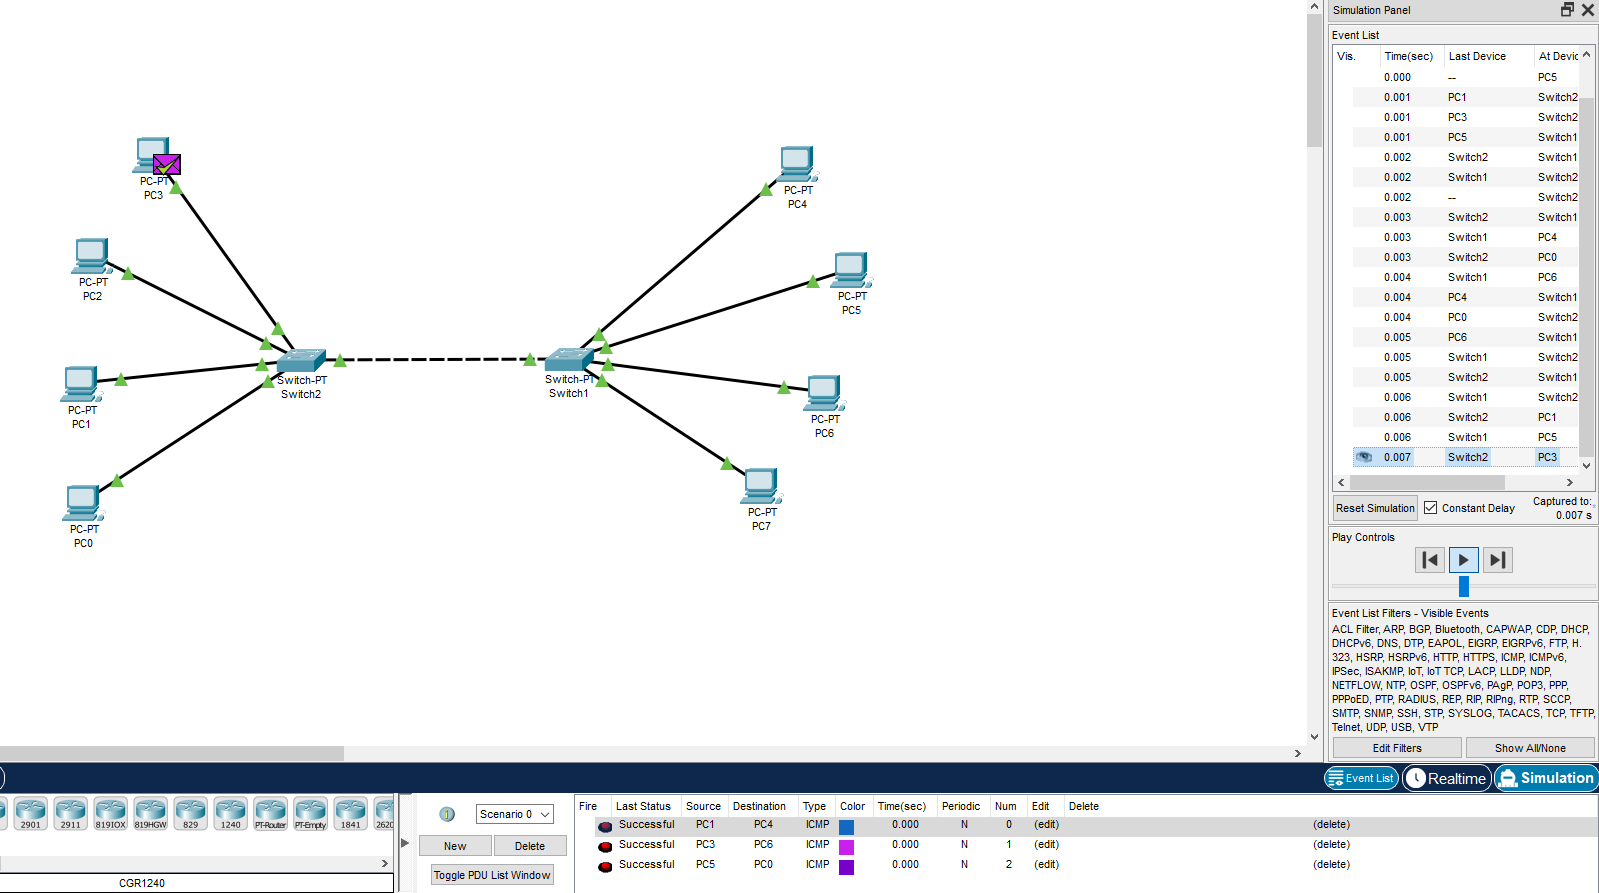 Simulation Panel
Event List
Vis. Time(sec) Last Device At Devic
0.000 -- PC5
0.001 PC1 Switch2
0.001 PC3 Switch2
0.001 PC5 Switch1
0.002 Switch2 Switch1
0.002 Switch1 Switch2
0.002 -- Switch2
0.003 Switch2 Switch1
0.003 Switch1 PC4
0.003 Switch2 PC0
0.004 Switch1 PC6
0.004 PC4 Switch1
0.004 PC0 Switch2
0.005 PC6 Switch1
0.005 Switch1 Switch2
0.005 Switch2 Switch1
0.006 Switch1 Switch2
0.006 Switch2 PC1
0.006 Switch1 PC5
0.007 Switch2 PC3
Reset Simulation Constant Delay Captured to:
0.007 s
Play Controls
Event List Filters - Visible Events
ACL Filter, ARP, BGP, Bluetooth, CAPWAP, CDP, DHCP,
DHCPv6, DNS, DTP, EAPOL, EIGRP, EIGRPv6, FTP, H.
323, HSRP, HSRPv6, HTTP, HTTPS, ICMP, ICMPv6,
IPSec, ISAKMP, IoT, IoT TCP, LACP, LLDP, NDP,
NETFLOW, NTP, OSPF, OSPFv6, PAgP, POP3, PPP,
PPPoED, PTP, RADIUS, REP, RIP, RIPng, RTP, SCCP,
SMTP, SNMP, SSH, STP, SYSLOG, TACACS, TCP, TFTP,
Telnet, UDP, USB, VTP
Edit Filters Show All/None
PC-PT
PC3
PC-PT
PC2
PC-PT
PC1
PC-PT
PC0
Switch-PT
Switch2
Switch-PT
Switch1
PC-PT
PC4
PC-PT
PC5
PC-PT
PC6
PC-PT
PC7
Event List Realtime Simulation
2901 2911 819IOX 819HGW 829 1240 PT-Router PT-Empty 1841 2620
CGR1240
Scenario 0
New Delete
Toggle PDU List Window
Fire Last Status Source Destination Type Color Time(sec) Periodic Num Edit Delete
Successful PC1 PC4 ICMP 0.000 N 0 (edit) (delete)
Successful PC3 PC6 ICMP 0.000 N 1 (edit) (delete)
Successful PC5 PC0 ICMP 0.000 N 2 (edit) (delete)